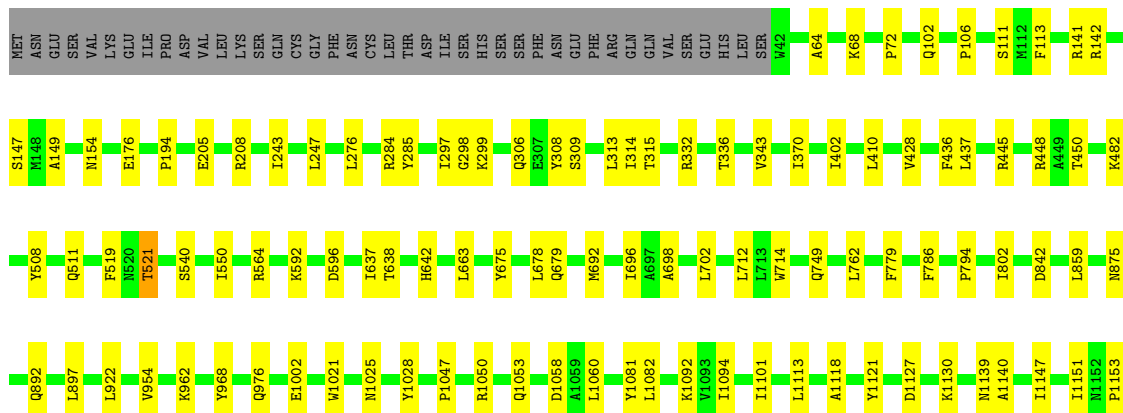 MET ASN GLU SER VAL LYS GLU ILE PRO ASP VAL LEU LYS SER GLN CYS GLY PHE ASN CYS LEU THR ASP ILE SER HIS SER SER PHE ASN GLU PHE ARG GLN GLN VAL SER GLU HIS LEU SER W42 A64 K68 P72 Q102 P106 S111 M112 F113 R141 R142
S147 M148 A149 N154 E176 P194 E205 R208 I243 L247 L276 R284 Y285 I297 G298 K299 Q306 E307 Y308 S309 L313 I314 T315 R332 T336 V343 I370 I402 L410 V428 F436 L437 R445 R448 A449 T450 K482
Y508 Q511 F519 N520 T521 S540 I550 R564 K592 D596 I637 T638 H642 L663 Y675 L678 Q679 M692 I696 A697 A698 L702 L712 L713 W714 Q749 L762 F779 F786 P794 I802 D842 L859 N875
Q892 L897 L922 V954 K962 Y968 Q976 E1002 W1021 N1025 Y1028 P1047 R1050 Q1053 D1058 A1059 L1060 Y1081 L1082 K1092 V1093 I1094 I1101 L1113 A1118 Y1121 D1127 K1130 N1139 A1140 I1147 I1151 N1152 P1153